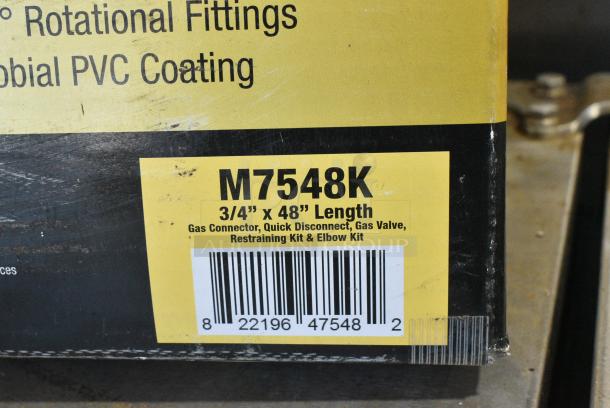 ° Rotational Fittings
obial PVC Coating
M7548K
3/4” x 48” Length
Gas Connector, Quick Disconnect, Gas Valve,
Restraining Kit & Elbow Kit
ces
8 22196 47548 2